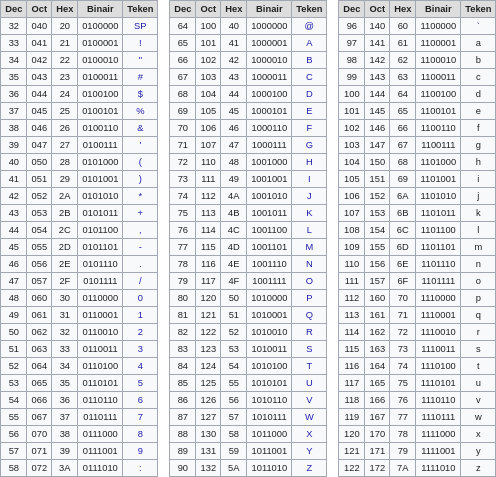 Dec Oct Hex Binair Teken Dec Oct Hex Binair Teken Dec Oct Hex Binair Teken
32 040 20 0100000 SP 64 100 40 1000000 @ 96 140 60 1100000 `
33 041 21 0100001 ! 65 101 41 1000001 A 97 141 61 1100001 a
34 042 22 0100010 " 66 102 42 1000010 B 98 142 62 1100010 b
35 043 23 0100011 # 67 103 43 1000011 C 99 143 63 1100011 c
36 044 24 0100100 $ 68 104 44 1000100 D 100 144 64 1100100 d
37 045 25 0100101 % 69 105 45 1000101 E 101 145 65 1100101 e
38 046 26 0100110 & 70 106 46 1000110 F 102 146 66 1100110 f
39 047 27 0100111 ' 71 107 47 1000111 G 103 147 67 1100111 g
40 050 28 0101000 ( 72 110 48 1001000 H 104 150 68 1101000 h
41 051 29 0101001 ) 73 111 49 1001001 I 105 151 69 1101001 i
42 052 2A 0101010 * 74 112 4A 1001010 J 106 152 6A 1101010 j
43 053 2B 0101011 + 75 113 4B 1001011 K 107 153 6B 1101011 k
44 054 2C 0101100 , 76 114 4C 1001100 L 108 154 6C 1101100 l
45 055 2D 0101101 - 77 115 4D 1001101 M 109 155 6D 1101101 m
46 056 2E 0101110 . 78 116 4E 1001110 N 110 156 6E 1101110 n
47 057 2F 0101111 / 79 117 4F 1001111 O 111 157 6F 1101111 o
48 060 30 0110000 0 80 120 50 1010000 P 112 160 70 1110000 p
49 061 31 0110001 1 81 121 51 1010001 Q 113 161 71 1110001 q
50 062 32 0110010 2 82 122 52 1010010 R 114 162 72 1110010 r
51 063 33 0110011 3 83 123 53 1010011 S 115 163 73 1110011 s
52 064 34 0110100 4 84 124 54 1010100 T 116 164 74 1110100 t
53 065 35 0110101 5 85 125 55 1010101 U 117 165 75 1110101 u
54 066 36 0110110 6 86 126 56 1010110 V 118 166 76 1110110 v
55 067 37 0110111 7 87 127 57 1010111 W 119 167 77 1110111 w
56 070 38 0111000 8 88 130 58 1011000 X 120 170 78 1111000 x
57 071 39 0111001 9 89 131 59 1011001 Y 121 171 79 1111001 y
58 072 3A 0111010 : 90 132 5A 1011010 Z 122 172 7A 1111010 z